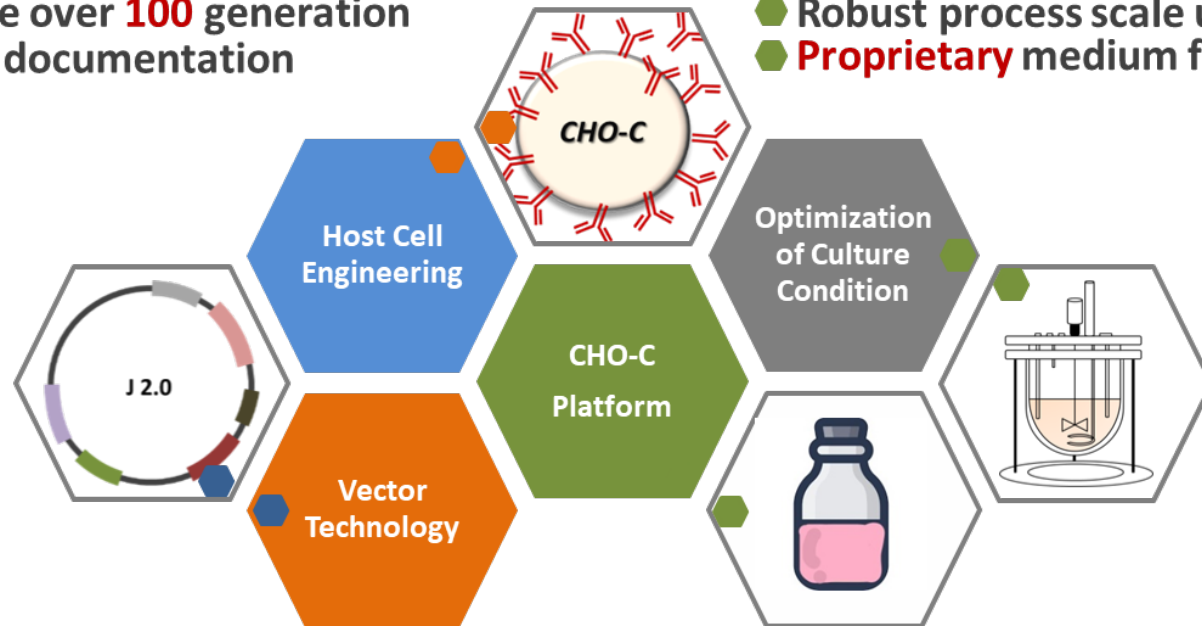 over 100 generation
documentation
Robust process scale
Proprietary medium
CHO-C
Host Cell
Engineering
Optimization
of Culture
Condition
J 2.0
CHO-C
Platform
Vector
Technology